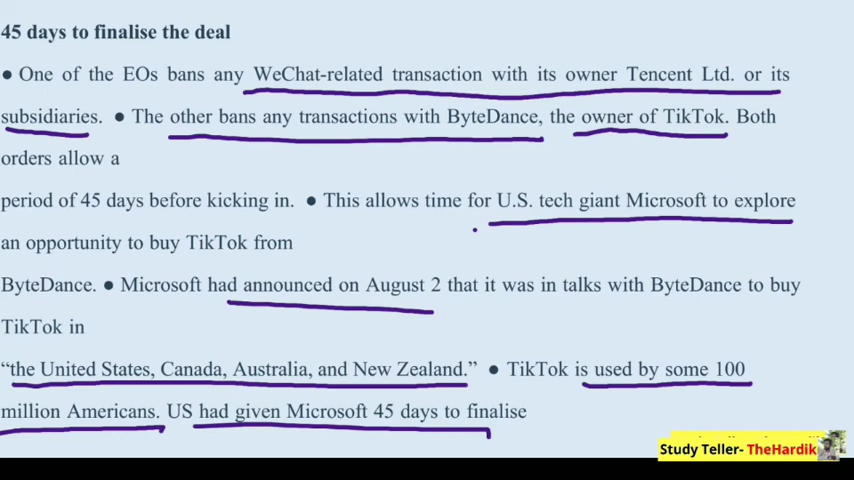 45 days to finalise the deal
● One of the EOs bans any WeChat-related transaction with its owner Tencent Ltd. or its
subsidiaries. ● The other bans any transactions with ByteDance, the owner of TikTok. Both
orders allow a
period of 45 days before kicking in. ● This allows time for U.S. tech giant Microsoft to explore
an opportunity to buy TikTok from
ByteDance. ● Microsoft had announced on August 2 that it was in talks with ByteDance to buy
TikTok in
“the United States, Canada, Australia, and New Zealand.” ● TikTok is used by some 100
million Americans. US had given Microsoft 45 days to finalise
Study Teller- TheHardik